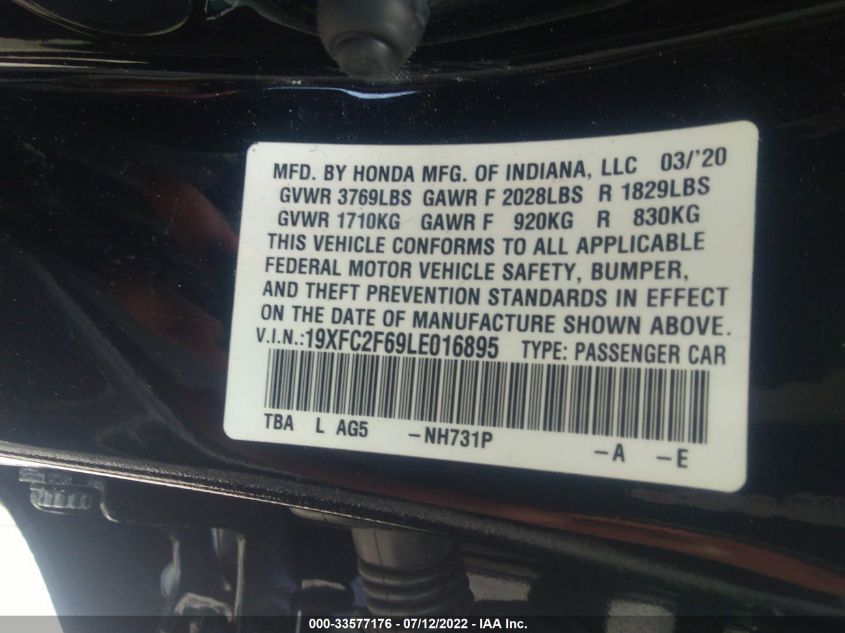 MFD. BY HONDA MFG. OF INDIANA, LLC 03/'20
GVWR 3769LBS GAWR F 2028LBS R 1829LBS
GVWR 1710KG GAWR F 920KG R 830KG
THIS VEHICLE CONFORMS TO ALL APPLICABLE
FEDERAL MOTOR VEHICLE SAFETY, BUMPER,
AND THEFT PREVENTION STANDARDS IN EFFECT
ON THE DATE OF MANUFACTURE SHOWN ABOVE.
V.I.N.:19XFC2F69LE016895 TYPE: PASSENGER CAR
TBA L AG5 -NH731P -A -E
000-33577176 - 07/12/2022 - IAA Inc.